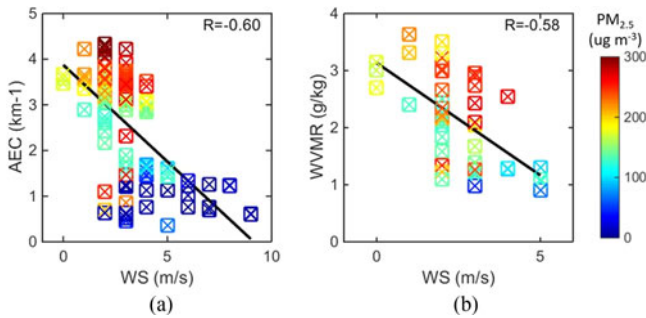 R=-0.60
5
4
3
2
1
0
AEC (km-1)
0
5
10
WS (m/s)
(a)
R=-0.58
4
3
2
1
0
WVMR (g/kg)
0
5
WS (m/s)
(b)
PM2.5
(ug m-3)
300
200
100
0